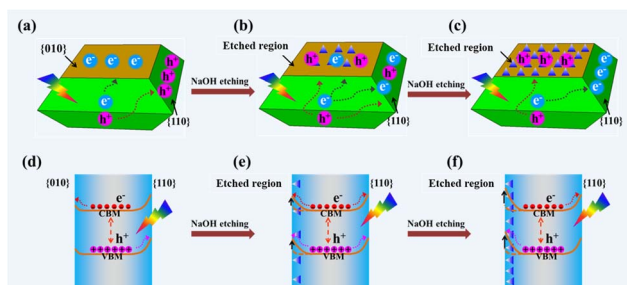 (a)
(b)
(c)
{010}
Etched region
Etched region
e⁻ e⁻ e⁻
h⁺
h⁺
h⁺
e⁻
h⁺
{110}
NaOH etching
h⁺ h⁺
e⁻
e⁻
e⁻
e⁻
h⁺
{110}
NaOH etching
h⁺ h⁺ h⁺
h⁺
e⁻
e⁻
e⁻
e⁻
h⁺
{110}
(d)
(e)
(f)
{010}
{110}
Etched region
{110}
Etched region
{110}
e⁻
CBM
h⁺
VBM
NaOH etching
e⁻
CBM
h⁺
VBM
NaOH etching
e⁻
CBM
h⁺
VBM